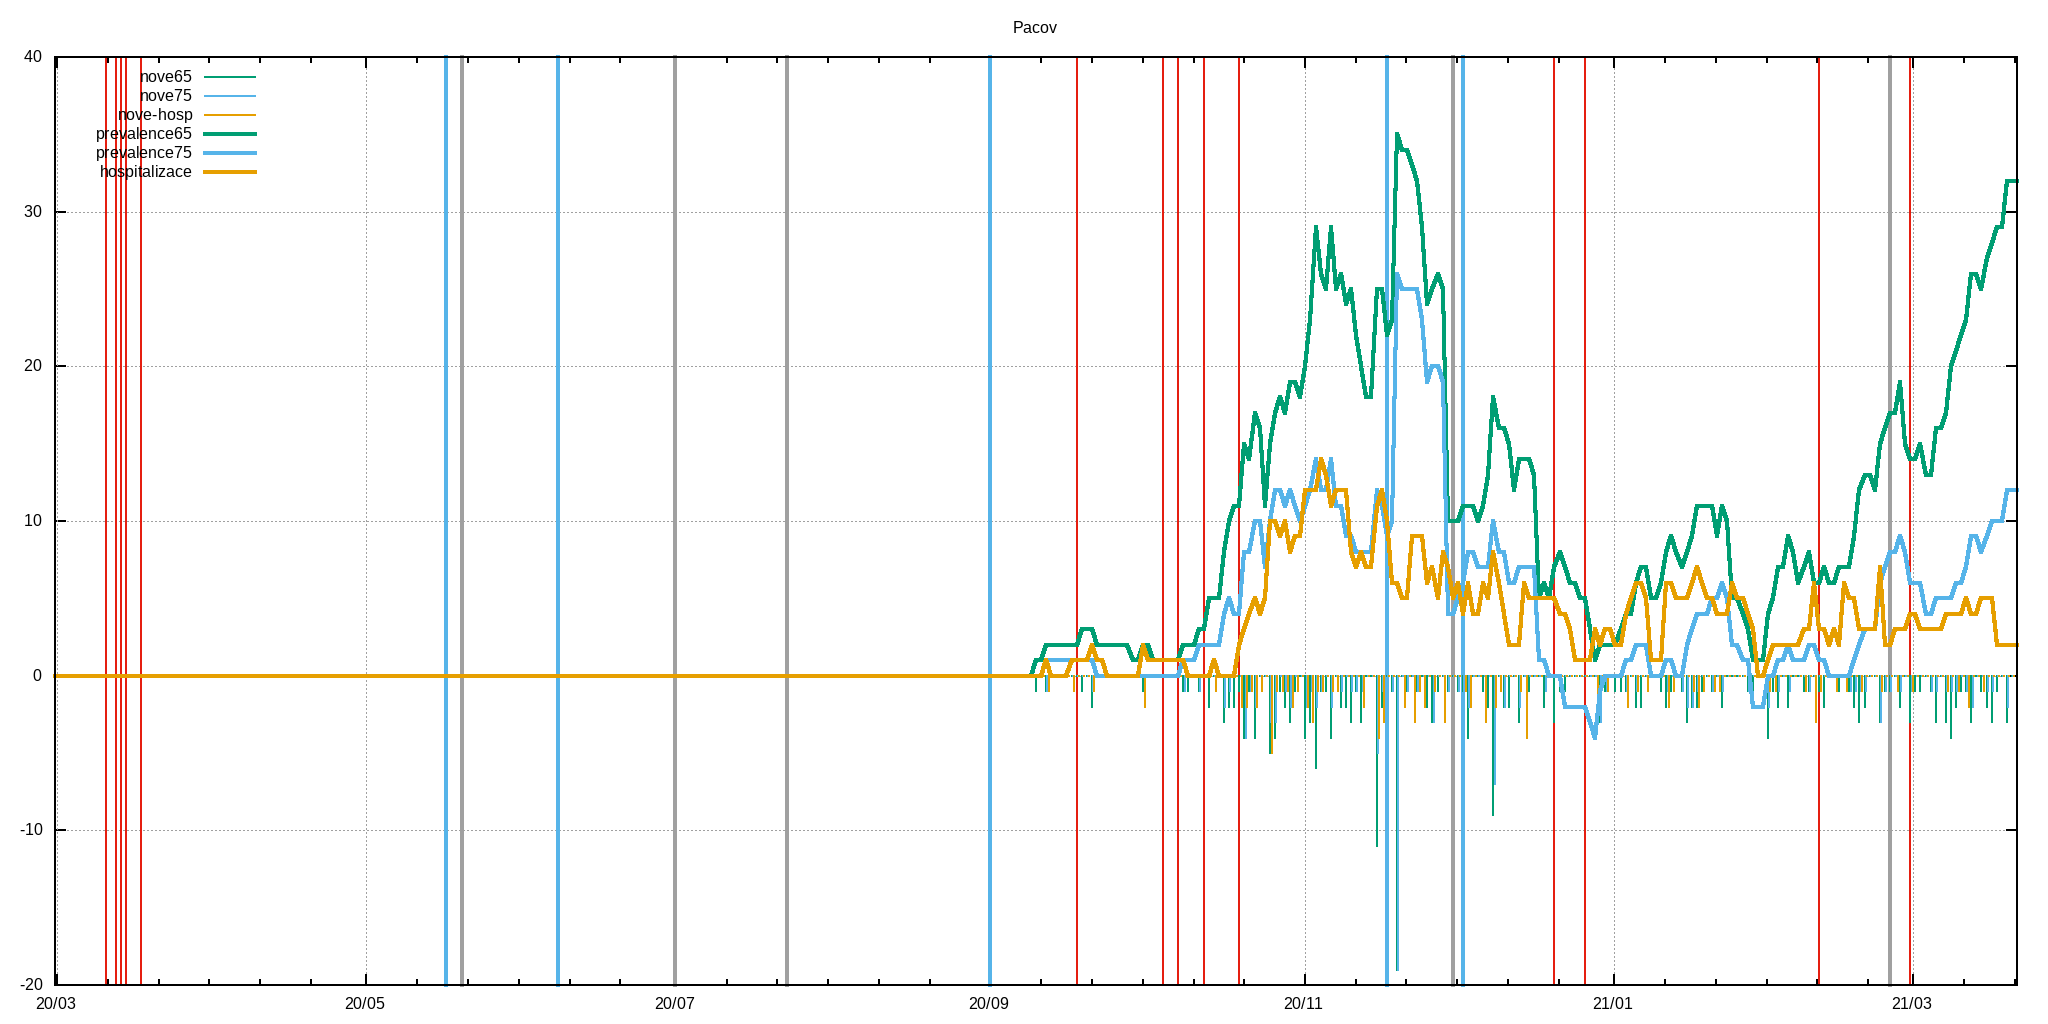 Pacov
40
nove65
nove75
nove-hosp
prevalence65
prevalence75
hospitalizace
30
20
10
0
-10
-20
20/03 20/05 20/07 20/09 20/11 21/01 21/03